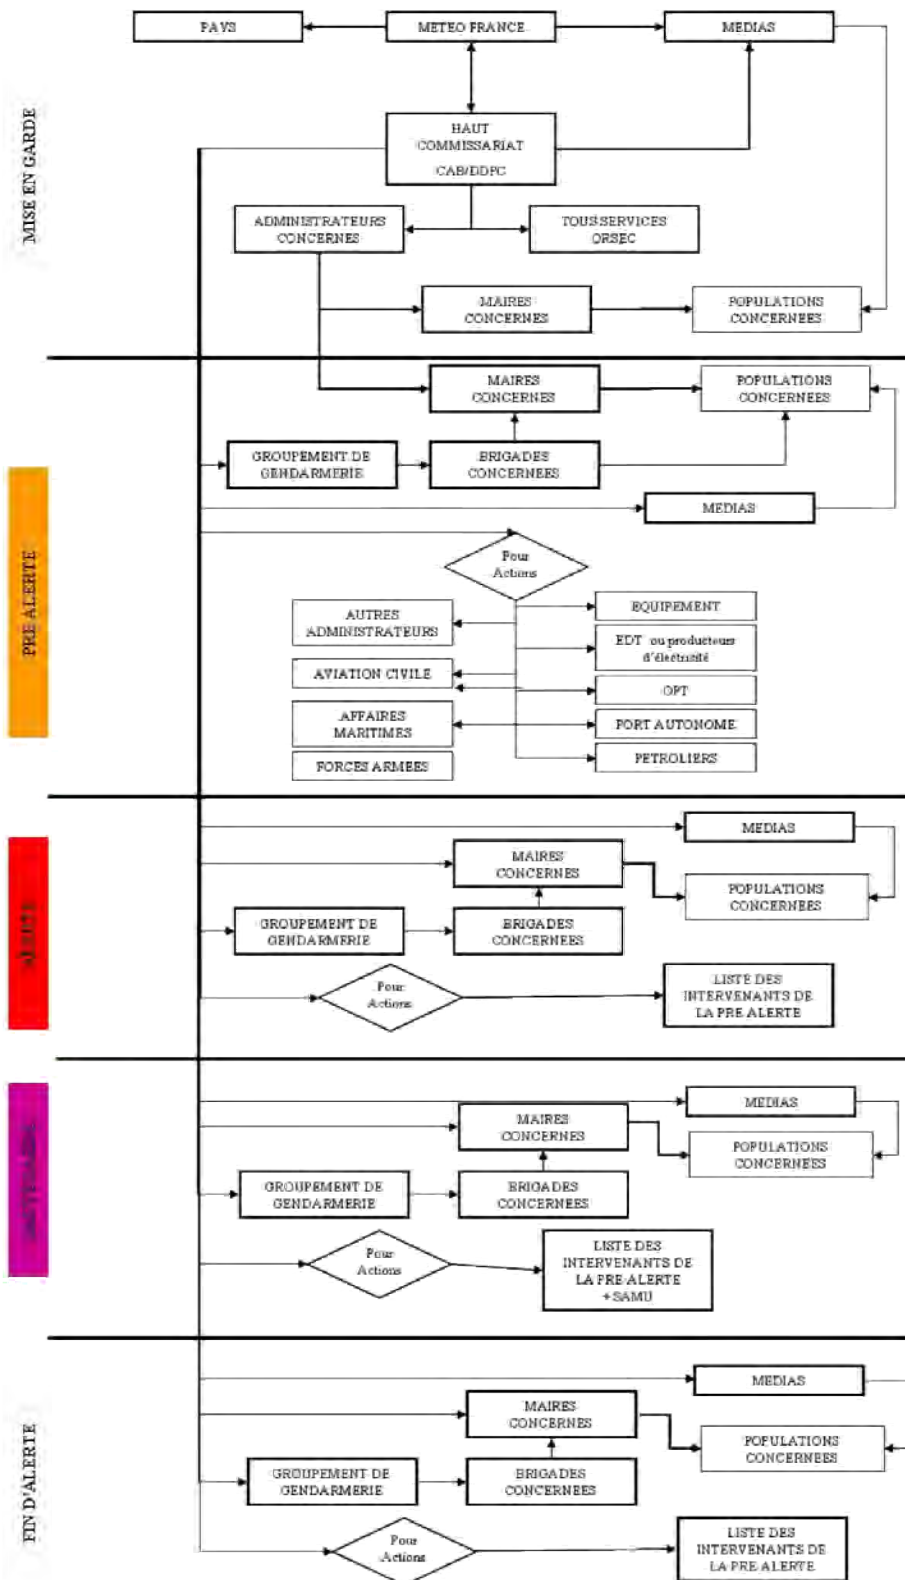 PAYS
METEO FRANCE
MEDIAS
MISE EN GARDE
HAUT
COMMISSARIAT
CAB/DDPC
ADMINISTRATEURS
CONCERNES
TOUS SERVICES
ORSEC
MAIRES
CONCERNES
POPULATIONS
CONCERNEES
MAIRES
CONCERNES
POPULATIONS
CONCERNEES
GROUPEMENT DE
GENDARMERIE
BRIGADES
CONCERNEES
MEDIAS
PRE ALERTE
Pour
Actions
AUTRES
ADMINISTRATEURS
EQUIPEMENT
EDT ou producteurs
d'électricité
AVIATION CIVILE
OPT
AFFAIRES
MARITIMES
PORT AUTONOME
FORCES ARMEES
PETROLIERS
MEDIAS
MAIRES
CONCERNES
POPULATIONS
CONCERNEES
ALERTE
GROUPEMENT DE
GENDARMERIE
BRIGADES
CONCERNEES
Pour
Actions
LISTE DES
INTERVENANTS DE
LA PRE ALERTE
MEDIAS
MAIRES
CONCERNES
POPULATIONS
CONCERNEES
GROUPEMENT DE
GENDARMERIE
BRIGADES
CONCERNEES
Pour
Actions
LISTE DES
INTERVENANTS DE
LA PRE-ALERTE
+ SAMU
MEDIAS
MAIRES
CONCERNES
POPULATIONS
CONCERNEES
FIN D'ALERTE
GROUPEMENT DE
GENDARMERIE
BRIGADES
CONCERNEES
Pour
Actions
LISTE DES
INTERVENANTS DE
LA PRE ALERTE